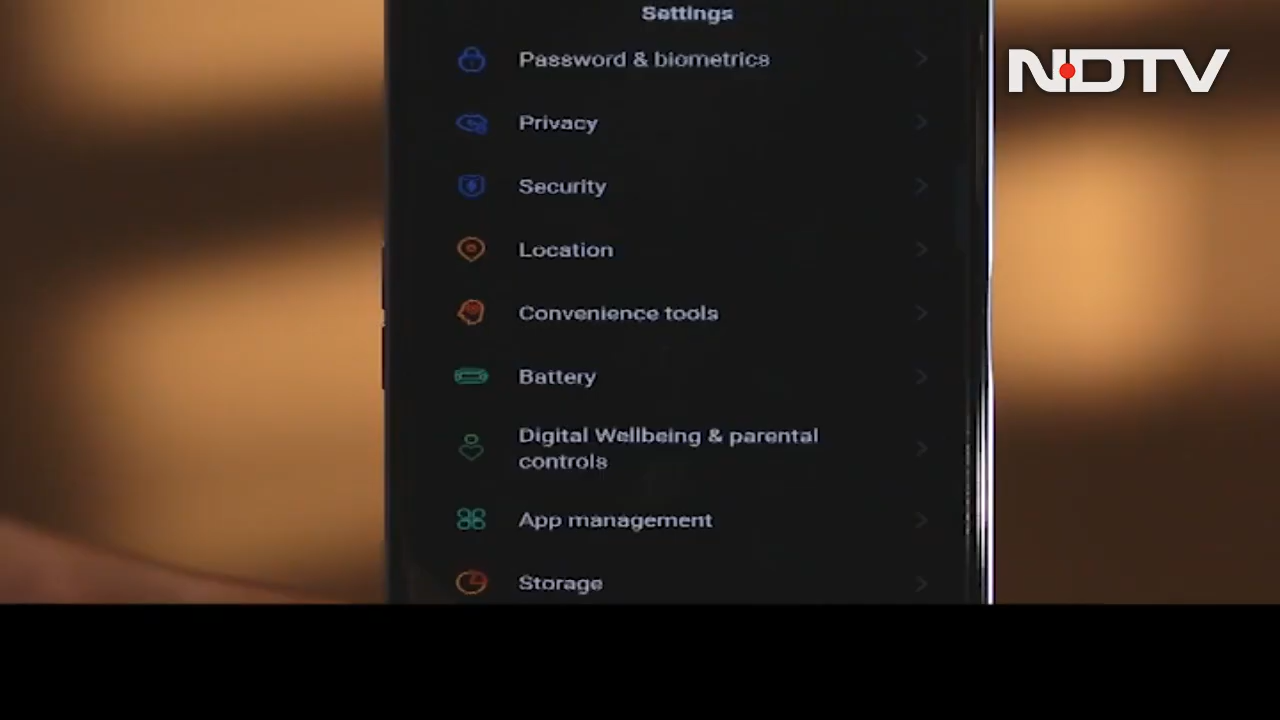 Settings
NDTV
Password & biometrics
Privacy
Security
Location
Convenience tools
Battery
Digital Wellbeing & parental
controls
App management
Storage